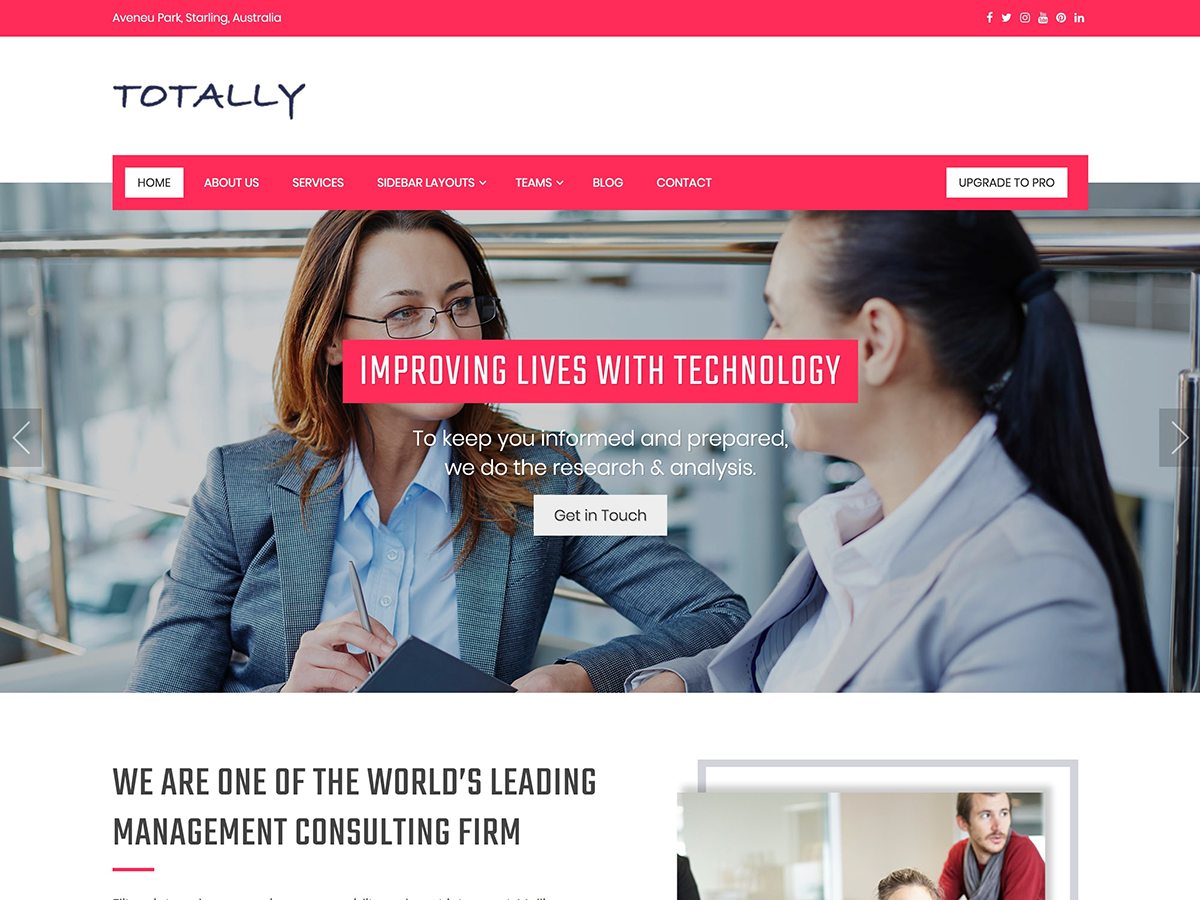 Aveneu Park, Starling, Australia
TOTALLY
HOME ABOUT US SERVICES SIDEBAR LAYOUTS TEAMS BLOG CONTACT UPGRADE TO PRO
IMPROVING LIVES WITH TECHNOLOGY
To keep you informed and prepared,
we do the research & analysis.
Get in Touch
WE ARE ONE OF THE WORLD'S LEADING
MANAGEMENT CONSULTING FIRM